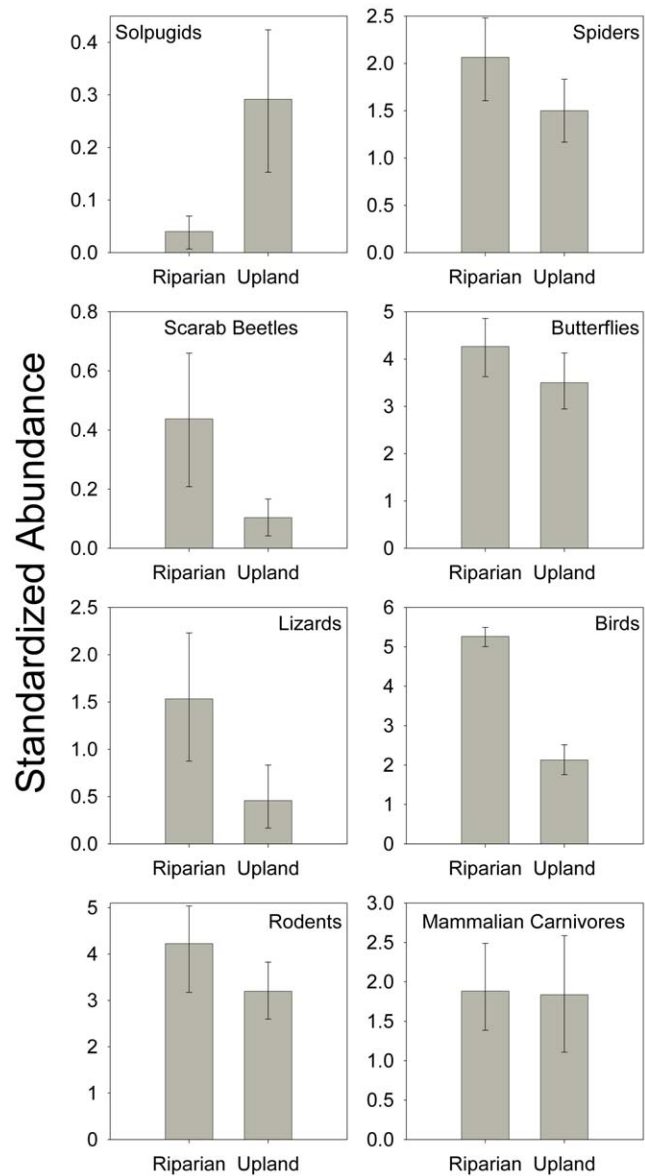 Standardized Abundance
Solpugids
0.4
0.3
0.2
0.1
0.0
Riparian Upland
Spiders
2.5
2.0
1.5
1.0
0.5
0.0
Riparian Upland
Scarab Beetles
0.8
0.6
0.4
0.2
0.0
Riparian Upland
Butterflies
5
4
3
2
1
0
Riparian Upland
Lizards
2.5
2.0
1.5
1.0
0.5
0.0
Riparian Upland
Birds
6
5
4
3
2
1
0
Riparian Upland
Rodents
5
4
3
2
1
0
Riparian Upland
Mammalian Carnivores
3.0
2.5
2.0
1.5
1.0
0.5
0.0
Riparian Upland